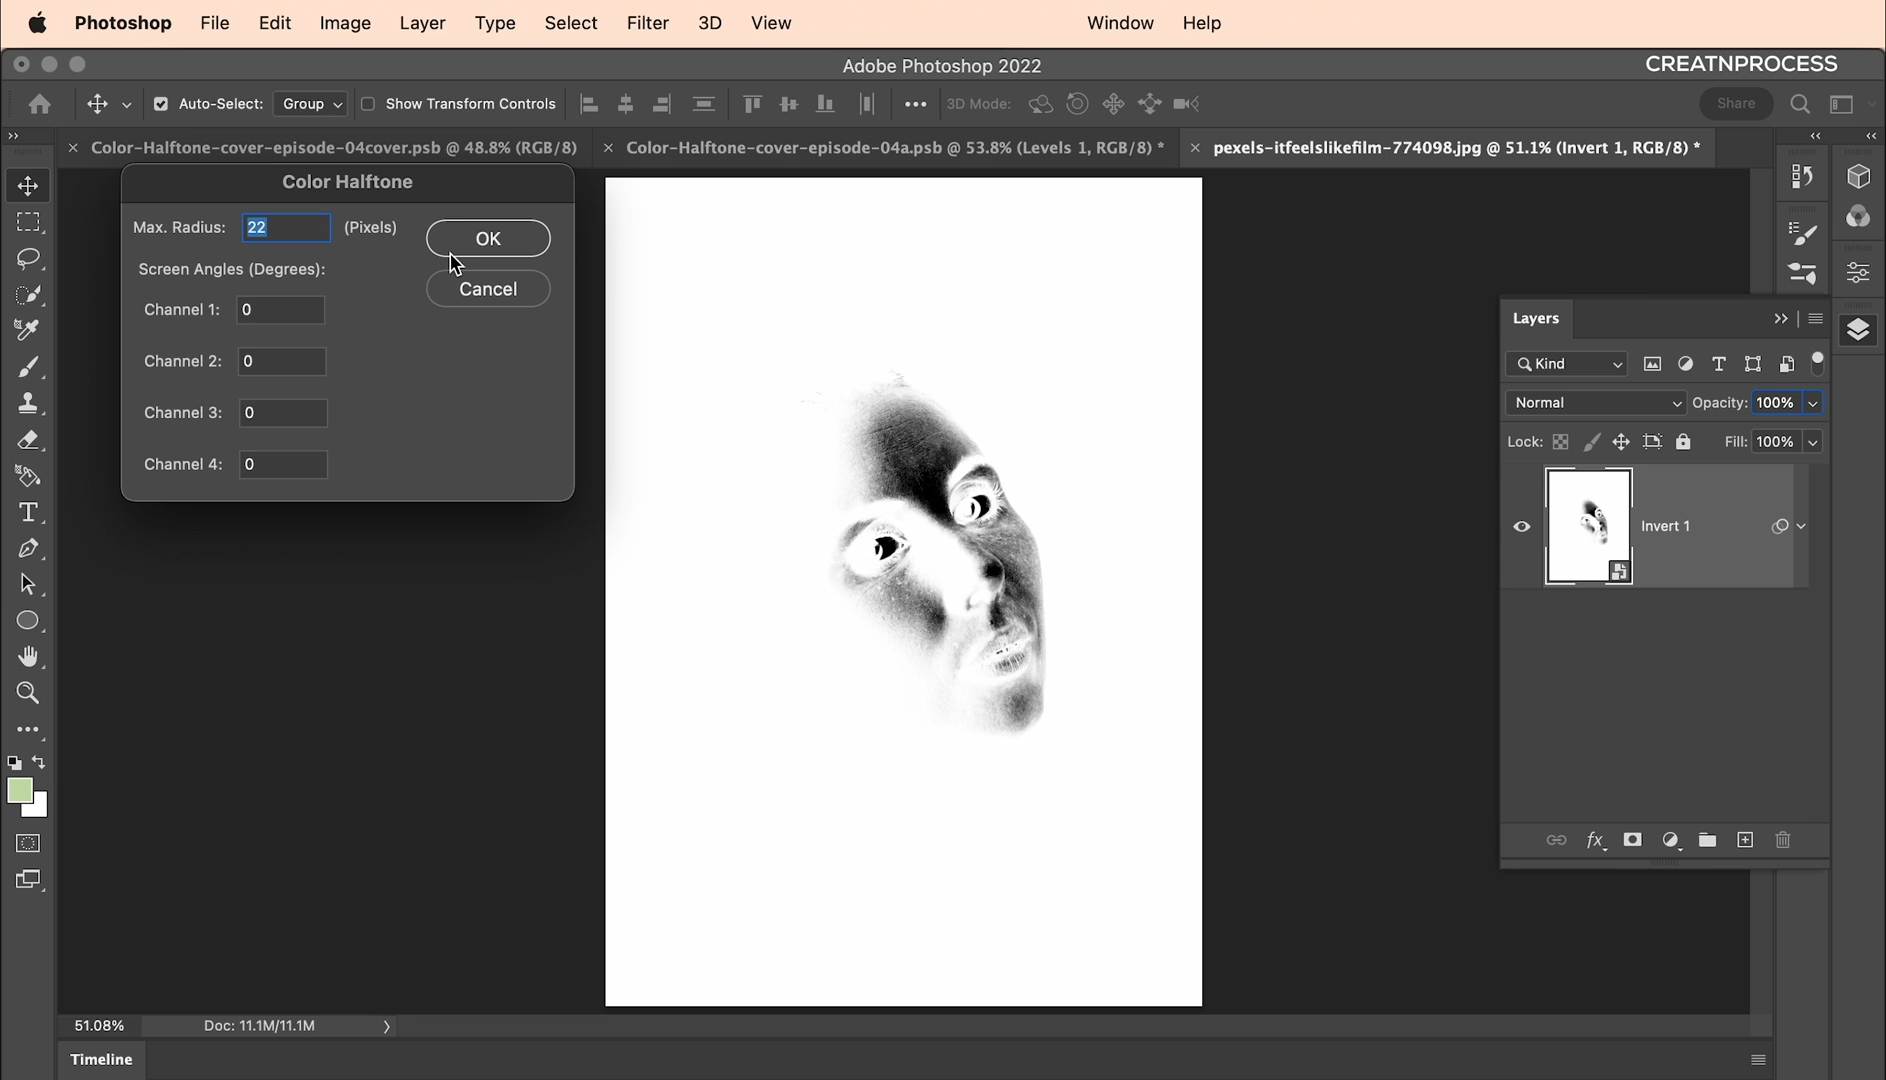 Photoshop File Edit Image Layer Type Select Filter 3D View Window Help
Adobe Photoshop 2022
CREATNPROCESS
Auto-Select: Group Show Transform Controls 3D Mode: Share
Color-Halftone-cover-episode-04cover.psb @ 48.8% (RGB/8)
Color-Halftone-cover-episode-04a.psb @ 53.8% (Levels 1, RGB/8) *
pexels-itfeelslikefilm-774098.jpg @ 51.1% (Invert 1, RGB/8) *
Color Halftone
Max. Radius: 22 (Pixels)
OK
Screen Angles (Degrees):
Cancel
Channel 1: 0
Channel 2: 0
Channel 3: 0
Channel 4: 0
Layers
Kind
Normal Opacity: 100%
Lock: Fill: 100%
Invert 1
fx
51.08% Doc: 11.1M/11.1M
Timeline